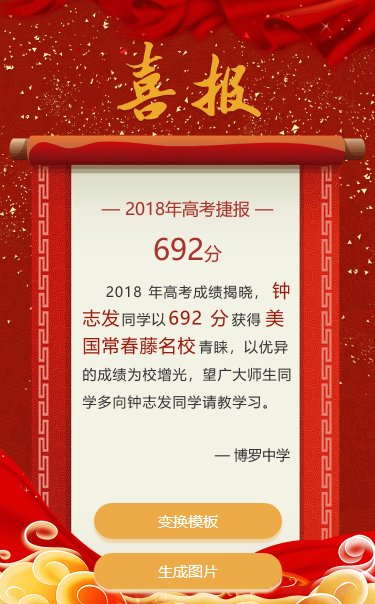 喜报
— 2018年高考捷报 —
692分
2018 年高考成绩揭晓，钟
志发同学以692 分获得 美
国常春藤名校 青睐，以优异
的成绩为校增光，望广大师生同
学多向钟志发同学请教学习。
— 博罗中学
变换模板
生成图片